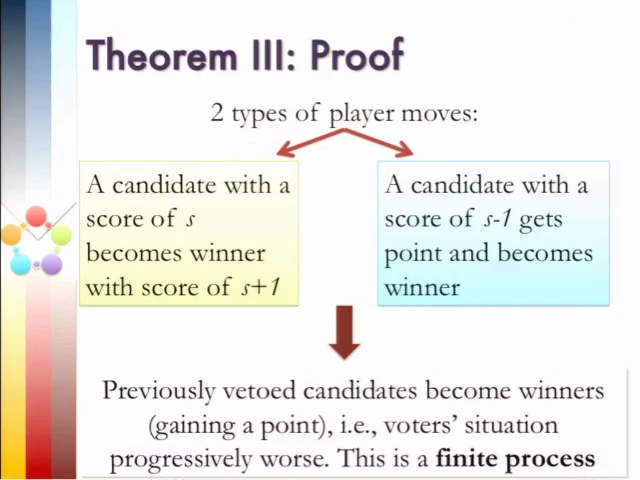 Theorem III: Proof
2 types of player moves:
A candidate with a
score of s
becomes winner
with score of s+1
A candidate with a
score of s-1 gets
point and becomes
winner
Previously vetoed candidates become winners
(gaining a point), i.e., voters' situation
progressively worse. This is a finite process